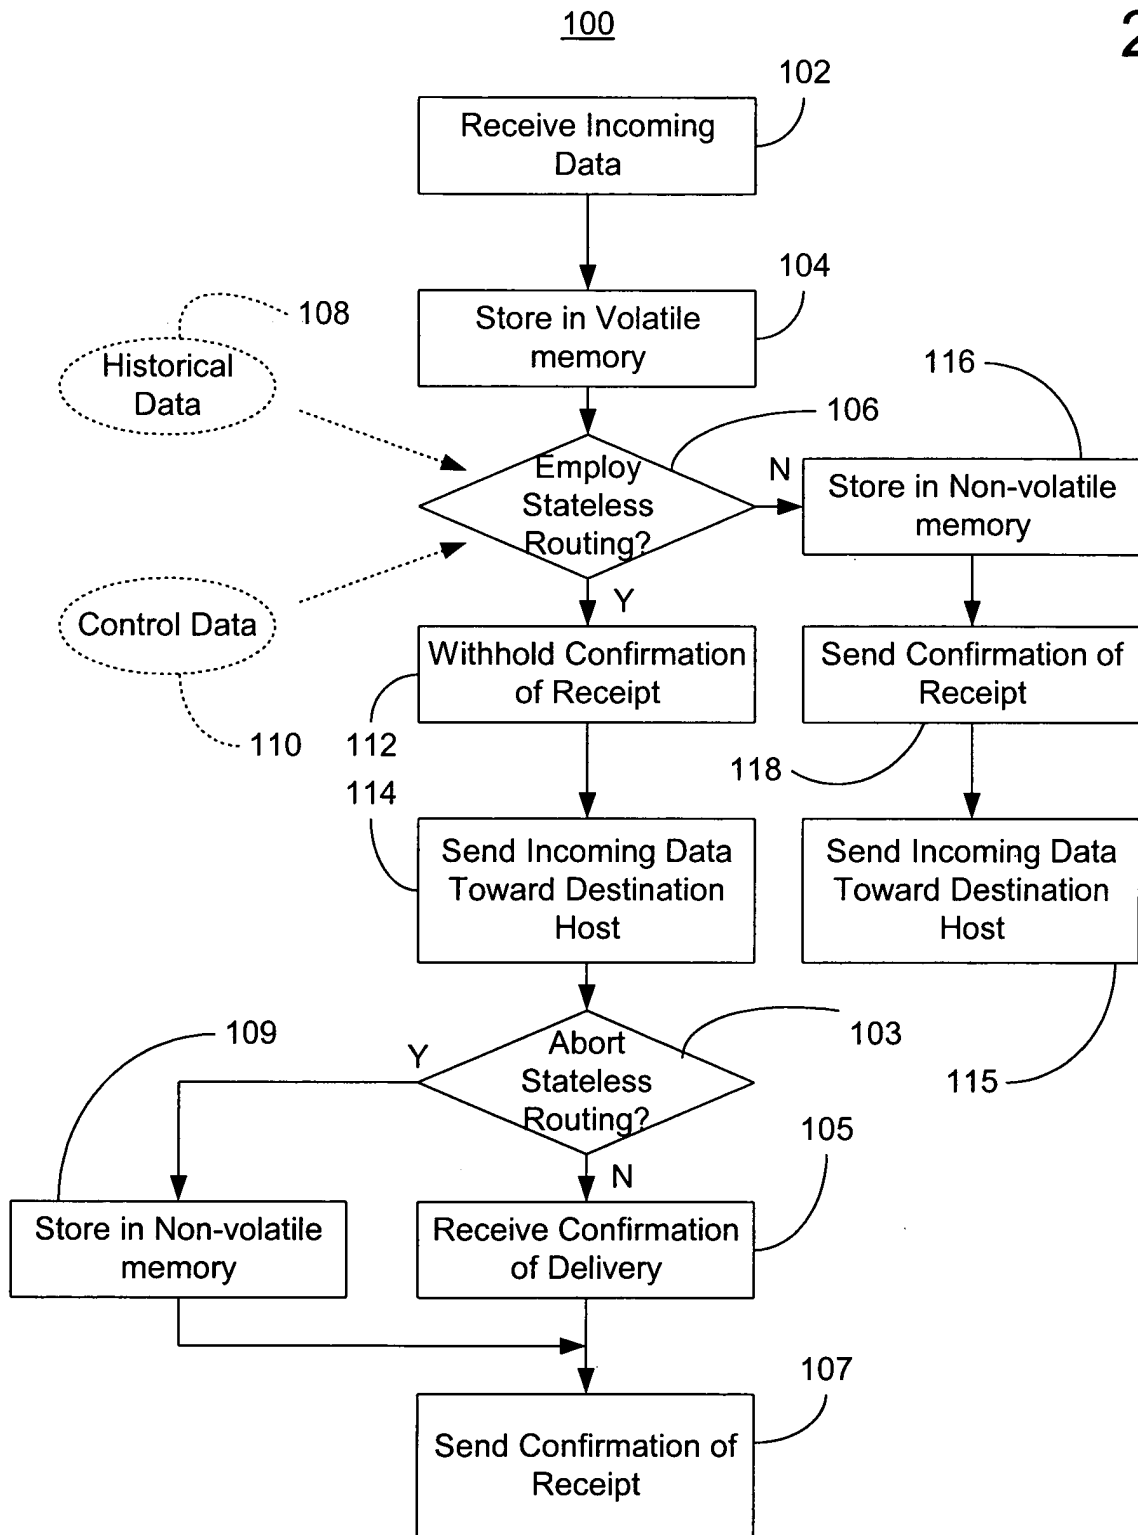 100
2
102
Receive Incoming
Data
104
Store in Volatile
memory
108
Historical
Data
116
106
Employ
Stateless
Routing?
N
Store in Non-volatile
memory
Y
Control Data
110
Withhold Confirmation
of Receipt
112
Send Confirmation of
Receipt
118
114
Send Incoming Data
Toward Destination
Host
Send Incoming Data
Toward Destination
Host
115
109
Y
Abort
Stateless
Routing?
103
N
105
Store in Non-volatile
memory
Receive Confirmation
of Delivery
107
Send Confirmation of
Receipt